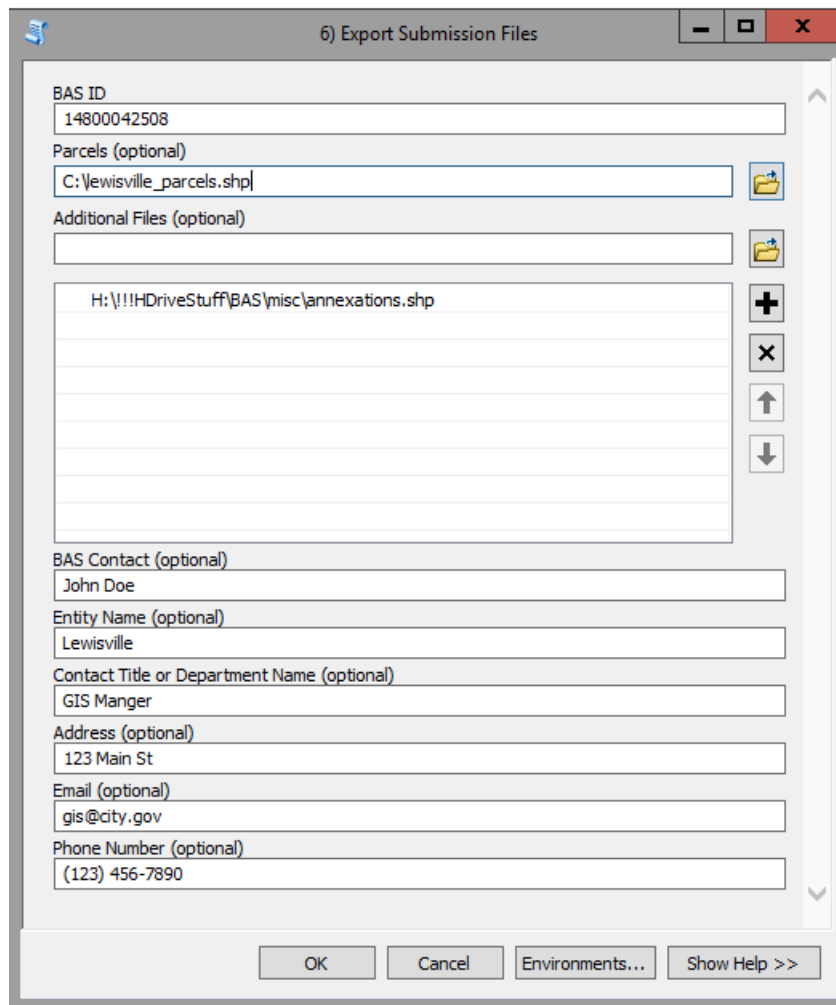 6) Export Submission Files
BAS ID
14800042508
Parcels (optional)
C:\lewisville_parcels.shp
Additional Files (optional)
H:\!!!HDriveStuff\BAS\misc\annexations.shp
BAS Contact (optional)
John Doe
Entity Name (optional)
Lewisville
Contact Title or Department Name (optional)
GIS Manger
Address (optional)
123 Main St
Email (optional)
gis@city.gov
Phone Number (optional)
(123) 456-7890
OK Cancel Environments... Show Help >>